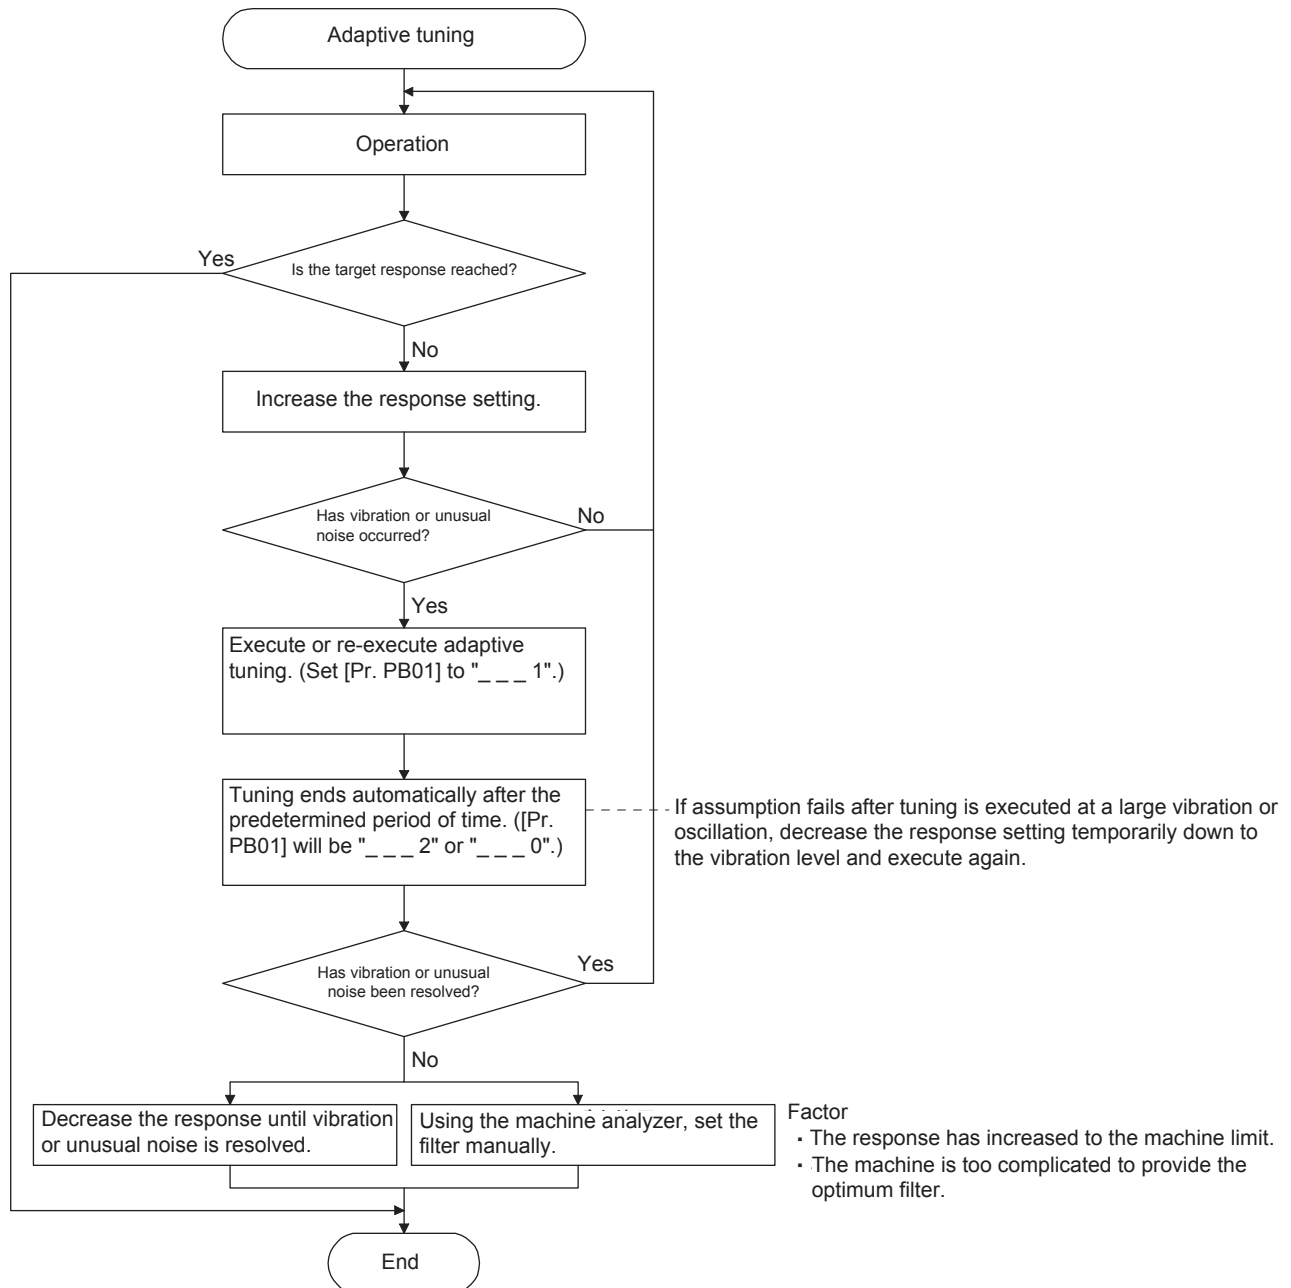 Adaptive tuning
Operation
Yes
Is the target response reached?
No
Increase the response setting.
Has vibration or unusual
noise occurred?
No
Yes
Execute or re-execute adaptive
tuning. (Set [Pr. PB01] to "_ _ _ 1".)
Tuning ends automatically after the
predetermined period of time. ([Pr.
PB01] will be "_ _ _ 2" or "_ _ _ 0".)
If assumption fails after tuning is executed at a large vibration or
oscillation, decrease the response setting temporarily down to
the vibration level and execute again.
Has vibration or unusual
noise been resolved?
Yes
No
Decrease the response until vibration
or unusual noise is resolved.
Using the machine analyzer, set the
filter manually.
Factor
· The response has increased to the machine limit.
· The machine is too complicated to provide the
optimum filter.
End